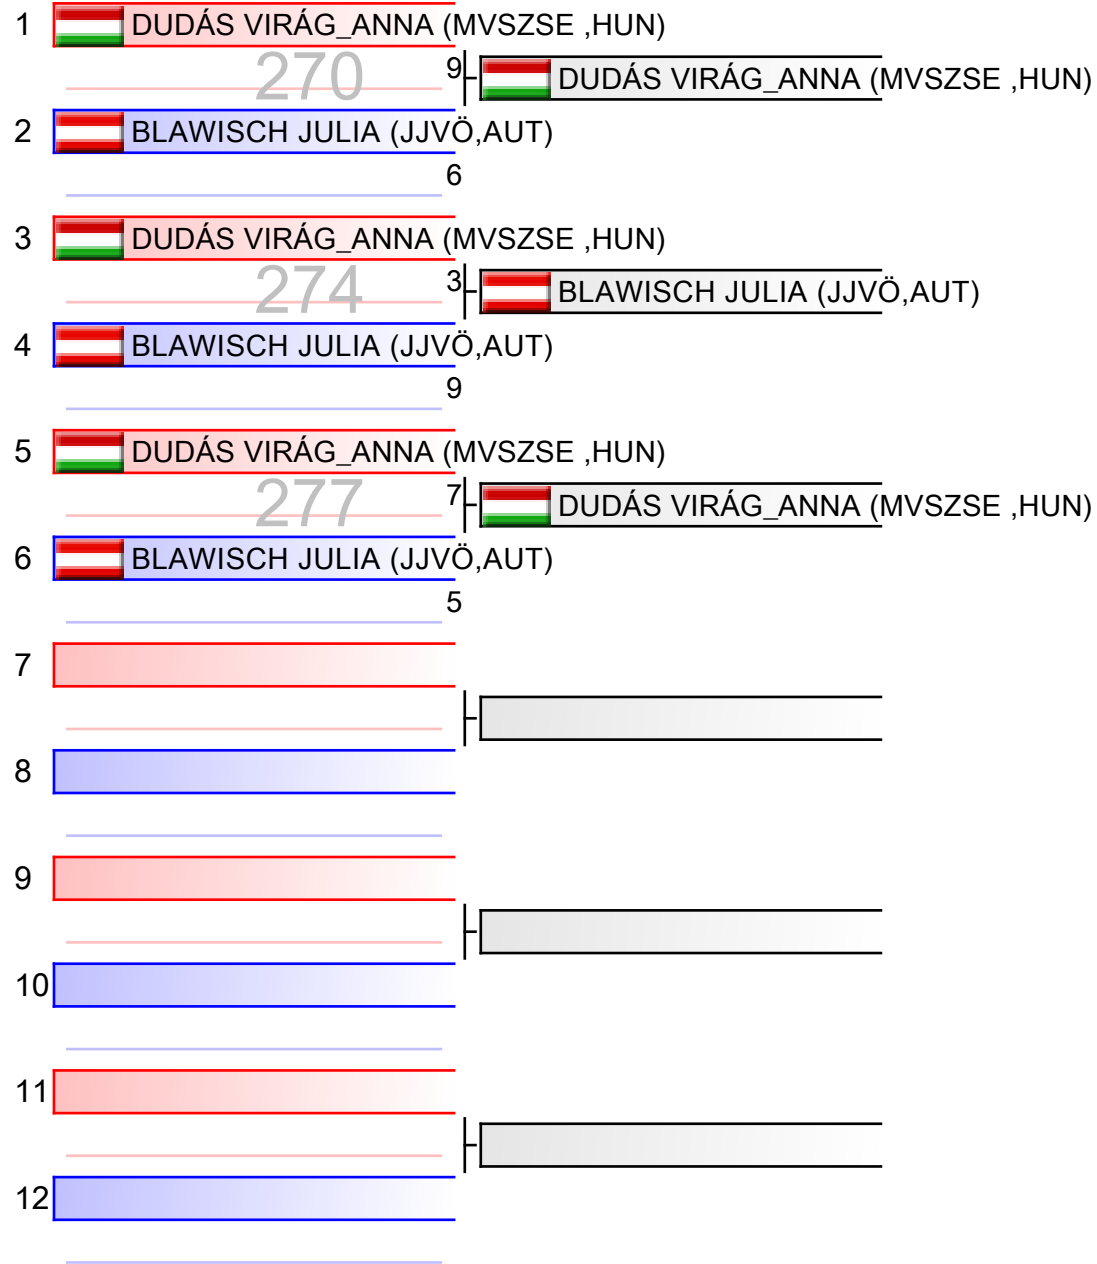 1 DUDÁS VIRÁG_ANNA (MVSZSE ,HUN)
270 9 DUDÁS VIRÁG_ANNA (MVSZSE ,HUN)
2 BLAWISCH JULIA (JJVÖ,AUT)
6
3 DUDÁS VIRÁG_ANNA (MVSZSE ,HUN)
274 3 BLAWISCH JULIA (JJVÖ,AUT)
4 BLAWISCH JULIA (JJVÖ,AUT)
9
5 DUDÁS VIRÁG_ANNA (MVSZSE ,HUN)
277 7 DUDÁS VIRÁG_ANNA (MVSZSE ,HUN)
6 BLAWISCH JULIA (JJVÖ,AUT)
5
7
8
9
10
11
12